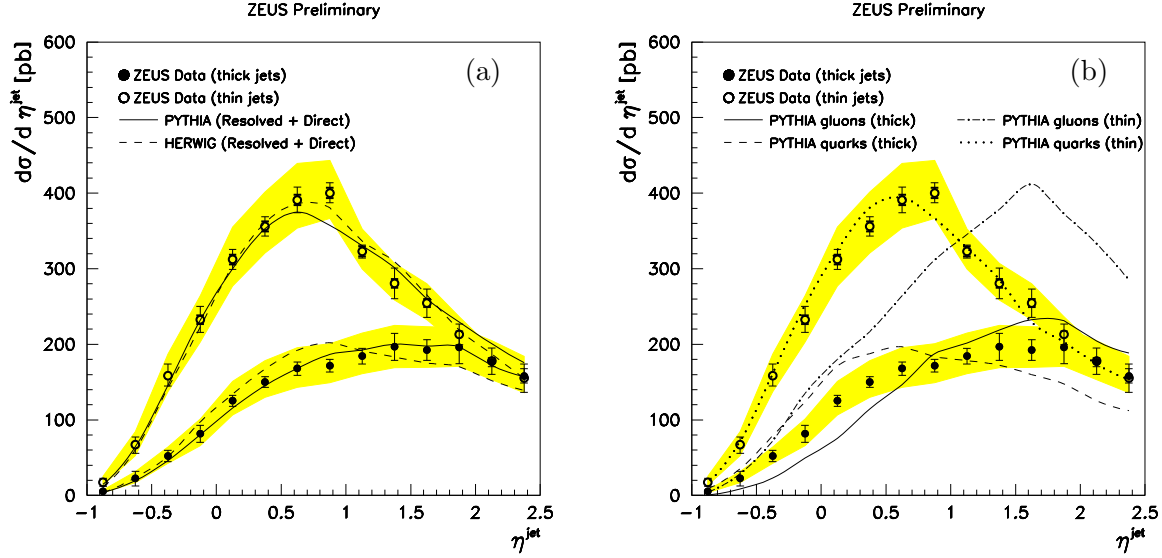 ZEUS Preliminary
dσ/d η^jet [pb]
600
500
400
300
200
100
0
(a)
ZEUS Data (thick jets)
ZEUS Data (thin jets)
PYTHIA (Resolved + Direct)
HERWIG (Resolved + Direct)
-1 -0.5 0 0.5 1 1.5 2 2.5
η^jet
ZEUS Preliminary
dσ/d η^jet [pb]
600
500
400
300
200
100
0
(b)
ZEUS Data (thick jets)
ZEUS Data (thin jets)
PYTHIA gluons (thick) PYTHIA gluons (thin)
PYTHIA quarks (thick) PYTHIA quarks (thin)
-1 -0.5 0 0.5 1 1.5 2 2.5
η^jet